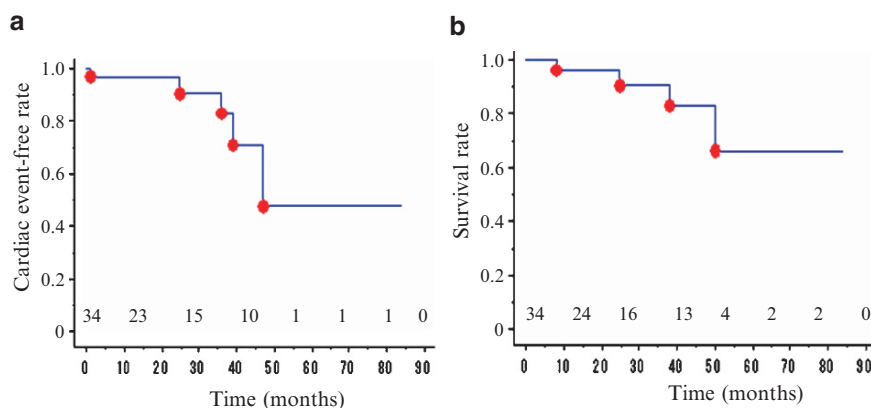 a
Cardiac event-free rate
1.0
0.8
0.6
0.4
0.2
0
34 23 15 10 1 1 1 0
0 10 20 30 40 50 60 70 80 90
Time (months)
b
Survival rate
1.0
0.8
0.6
0.4
0.2
0
34 24 16 13 4 2 2 0
0 10 20 30 40 50 60 70 80 90
Time (months)